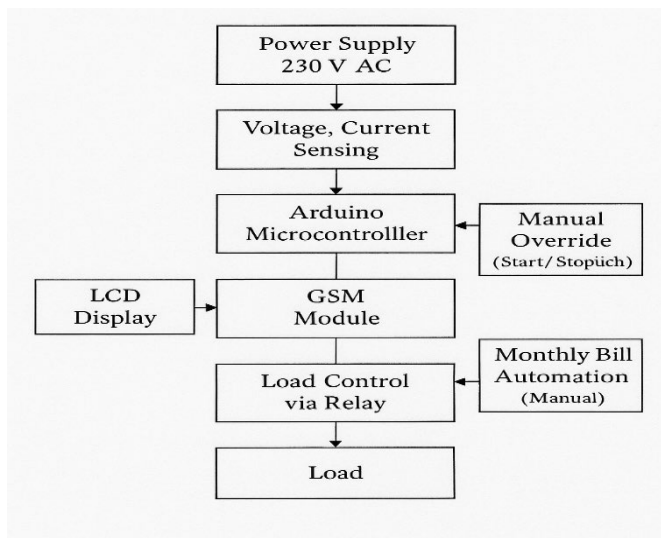 Power Supply
230 V AC
Voltage, Current
Sensing
Arduino
Microcontrolller
Manual
Override
(Start/Stopüch)
LCD
Display
GSM
Module
Load Control
via Relay
Monthly Bill
Automation
(Manual)
Load